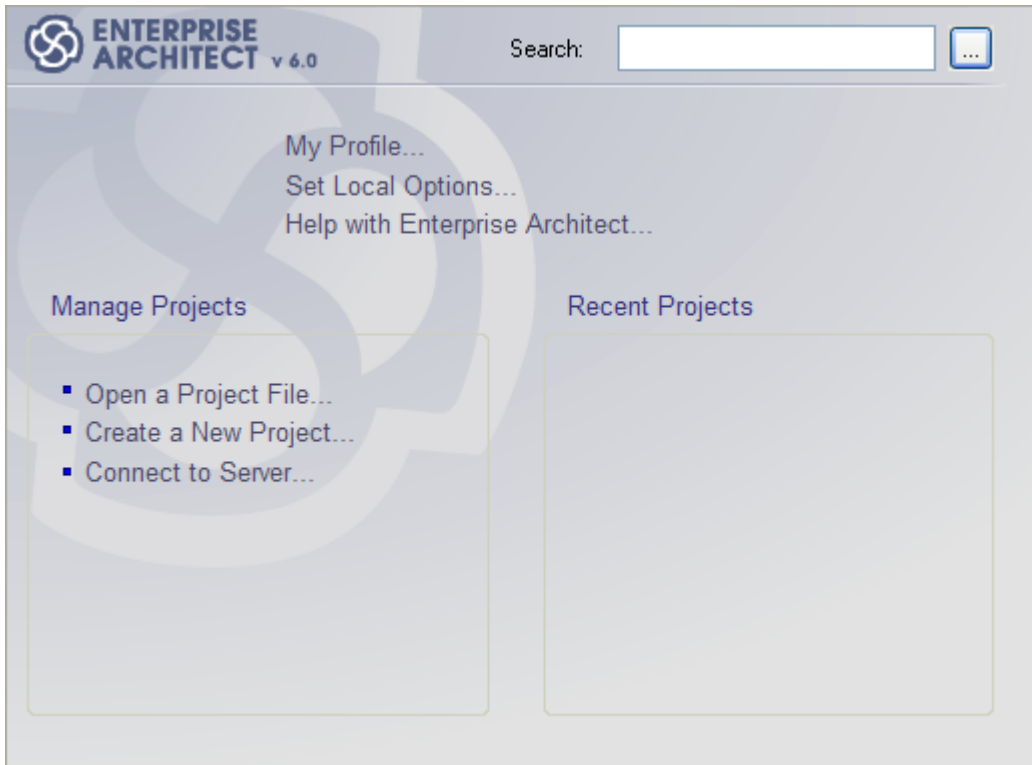 ENTERPRISE
ARCHITECT v 6.0
Search:
...
My Profile...
Set Local Options...
Help with Enterprise Architect...
Manage Projects
Open a Project File...
Create a New Project...
Connect to Server...
Recent Projects